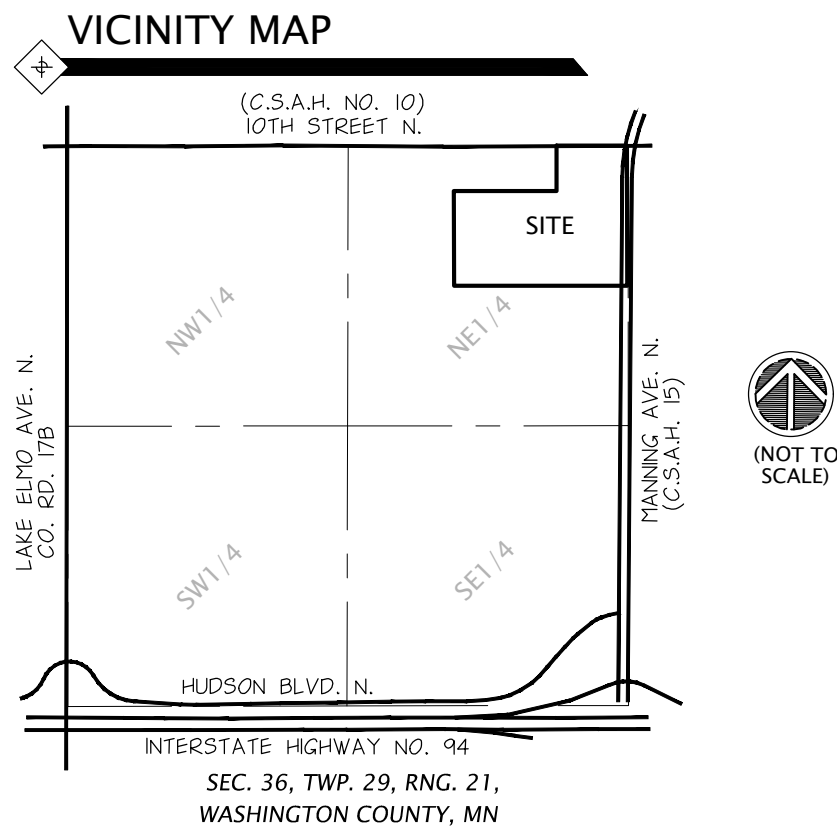 VICINITY MAP
(C.S.A.H. NO. 10)
10TH STREET N.
SITE
NW1/4
NE1/4
LAKE ELMO AVE. N.
CO. RD. 17B
MANNING AVE. N.
(C.S.A.H. 15)
(NOT TO
SCALE)
SW1/4
SE1/4
HUDSON BLVD. N.
INTERSTATE HIGHWAY NO. 94
SEC. 36, TWP. 29, RNG. 21,
WASHINGTON COUNTY, MN